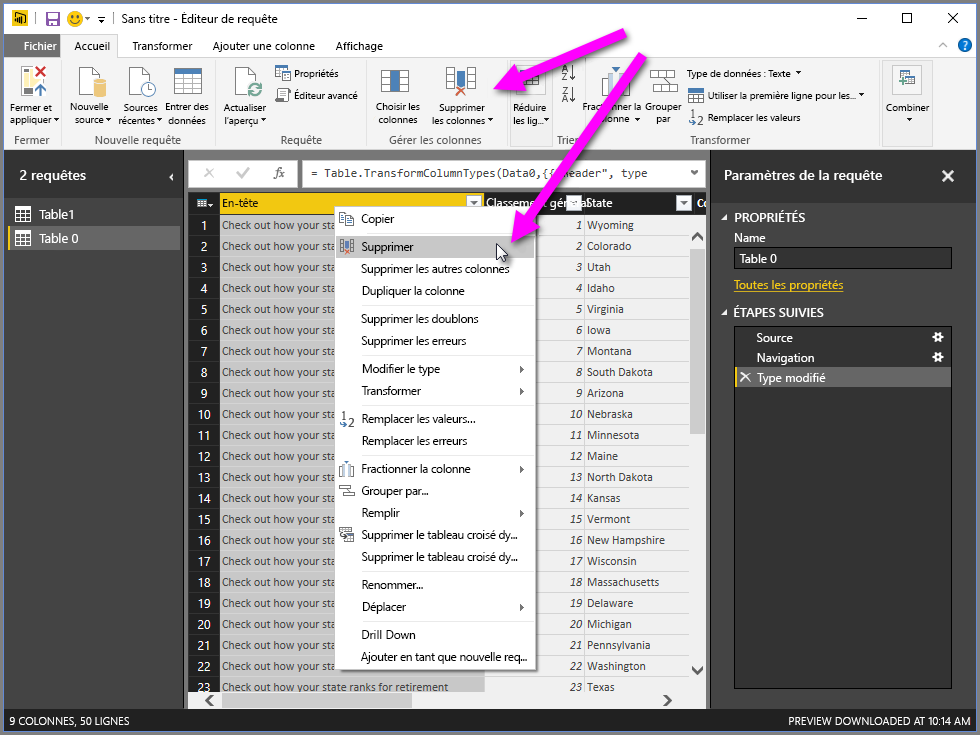 Sans titre - Éditeur de requête
Fichier
Accueil
Transformer
Ajouter une colonne
Affichage
Fermer et
appliquer
Fermer
Nouvelle
source
Sources
récentes
Entrer des
données
Nouvelle requête
Actualiser
l'aperçu
Propriétés
Éditeur avancé
Requête
Choisir les
colonnes
Supprimer
les colonnes
Gérer les colonnes
Réduire
les lig...
A
Z
Z
A
Trier
Fractionner la
Grouper
par
Type de données : Texte
Utiliser la première ligne pour les...
1
2
Remplacer les valeurs
Transformer
Combiner
2 requêtes
Table1
Table 0
fx
= Table.TransformColumnTypes(Data0,{{"Header", type
En-tête
Classement
State
Co
1 Check out how your sta 1 Wyoming
2 Check out how your sta 2 Colorado
3 Check out how your sta 3 Utah
4 Check out how your sta 4 Idaho
5 Check out how your sta 5 Virginia
6 Check out how your sta 6 Iowa
7 Check out how your sta 7 Montana
8 Check out how your sta 8 South Dakota
9 Check out how your sta 9 Arizona
10 Check out how your sta 10 Nebraska
11 Check out how your sta 11 Minnesota
12 Check out how your sta 12 Maine
13 Check out how your sta 13 North Dakota
14 Check out how your sta 14 Kansas
15 Check out how your sta 15 Vermont
16 Check out how your sta 16 New Hampshire
17 Check out how your sta 17 Wisconsin
18 Check out how your sta 18 Massachusetts
19 Check out how your sta 19 Delaware
20 Check out how your sta 20 Michigan
21 Check out how your sta 21 Pennsylvania
22 Check out how your sta 22 Washington
23 Check out how your state ranks for retirement 23 Texas
Copier
Supprimer
Supprimer les autres colonnes
Dupliquer la colonne
Supprimer les doublons
Supprimer les erreurs
Modifier le type
Transformer
1
2
Remplacer les valeurs...
Remplacer les erreurs
Fractionner la colonne
Grouper par...
Remplir
Supprimer le tableau croisé dy...
Supprimer le tableau croisé dy...
Renommer...
Déplacer
Drill Down
Ajouter en tant que nouvelle req...
Paramètres de la requête
PROPRIÉTÉS
Name
Table 0
Toutes les propriétés
ÉTAPES SUIVIES
Source
Navigation
Type modifié
9 COLONNES, 50 LIGNES
PREVIEW DOWNLOADED AT 10:14 AM